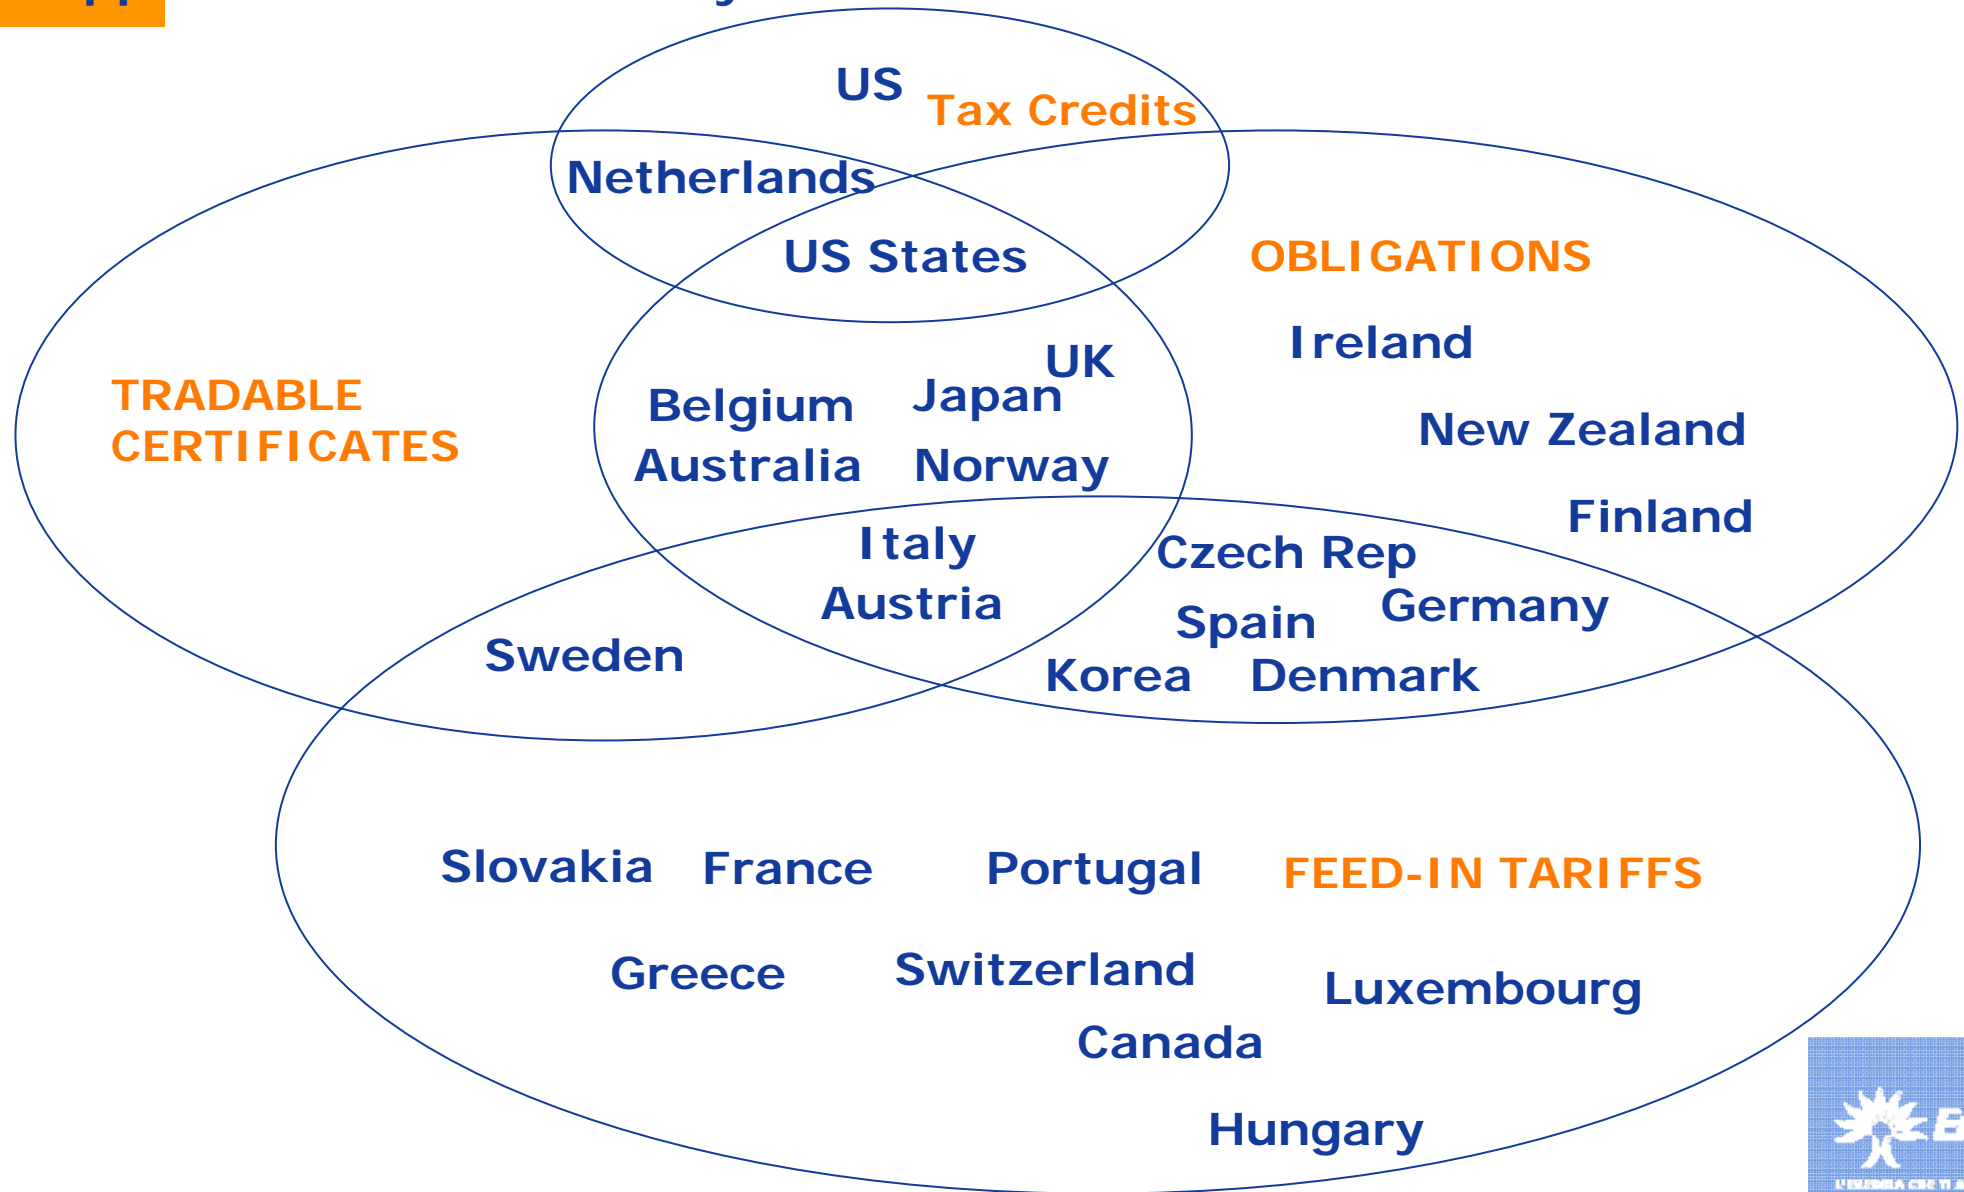 US
Tax Credits
Netherlands
US States
OBLIGATIONS
Ireland
UK
TRADABLE
CERTIFICATES
Belgium
Japan
New Zealand
Australia
Norway
Finland
Italy
Czech Rep
Austria
Germany
Spain
Sweden
Korea
Denmark
Slovakia
France
Portugal
FEED-IN TARIFFS
Greece
Switzerland
Luxembourg
Canada
Hungary